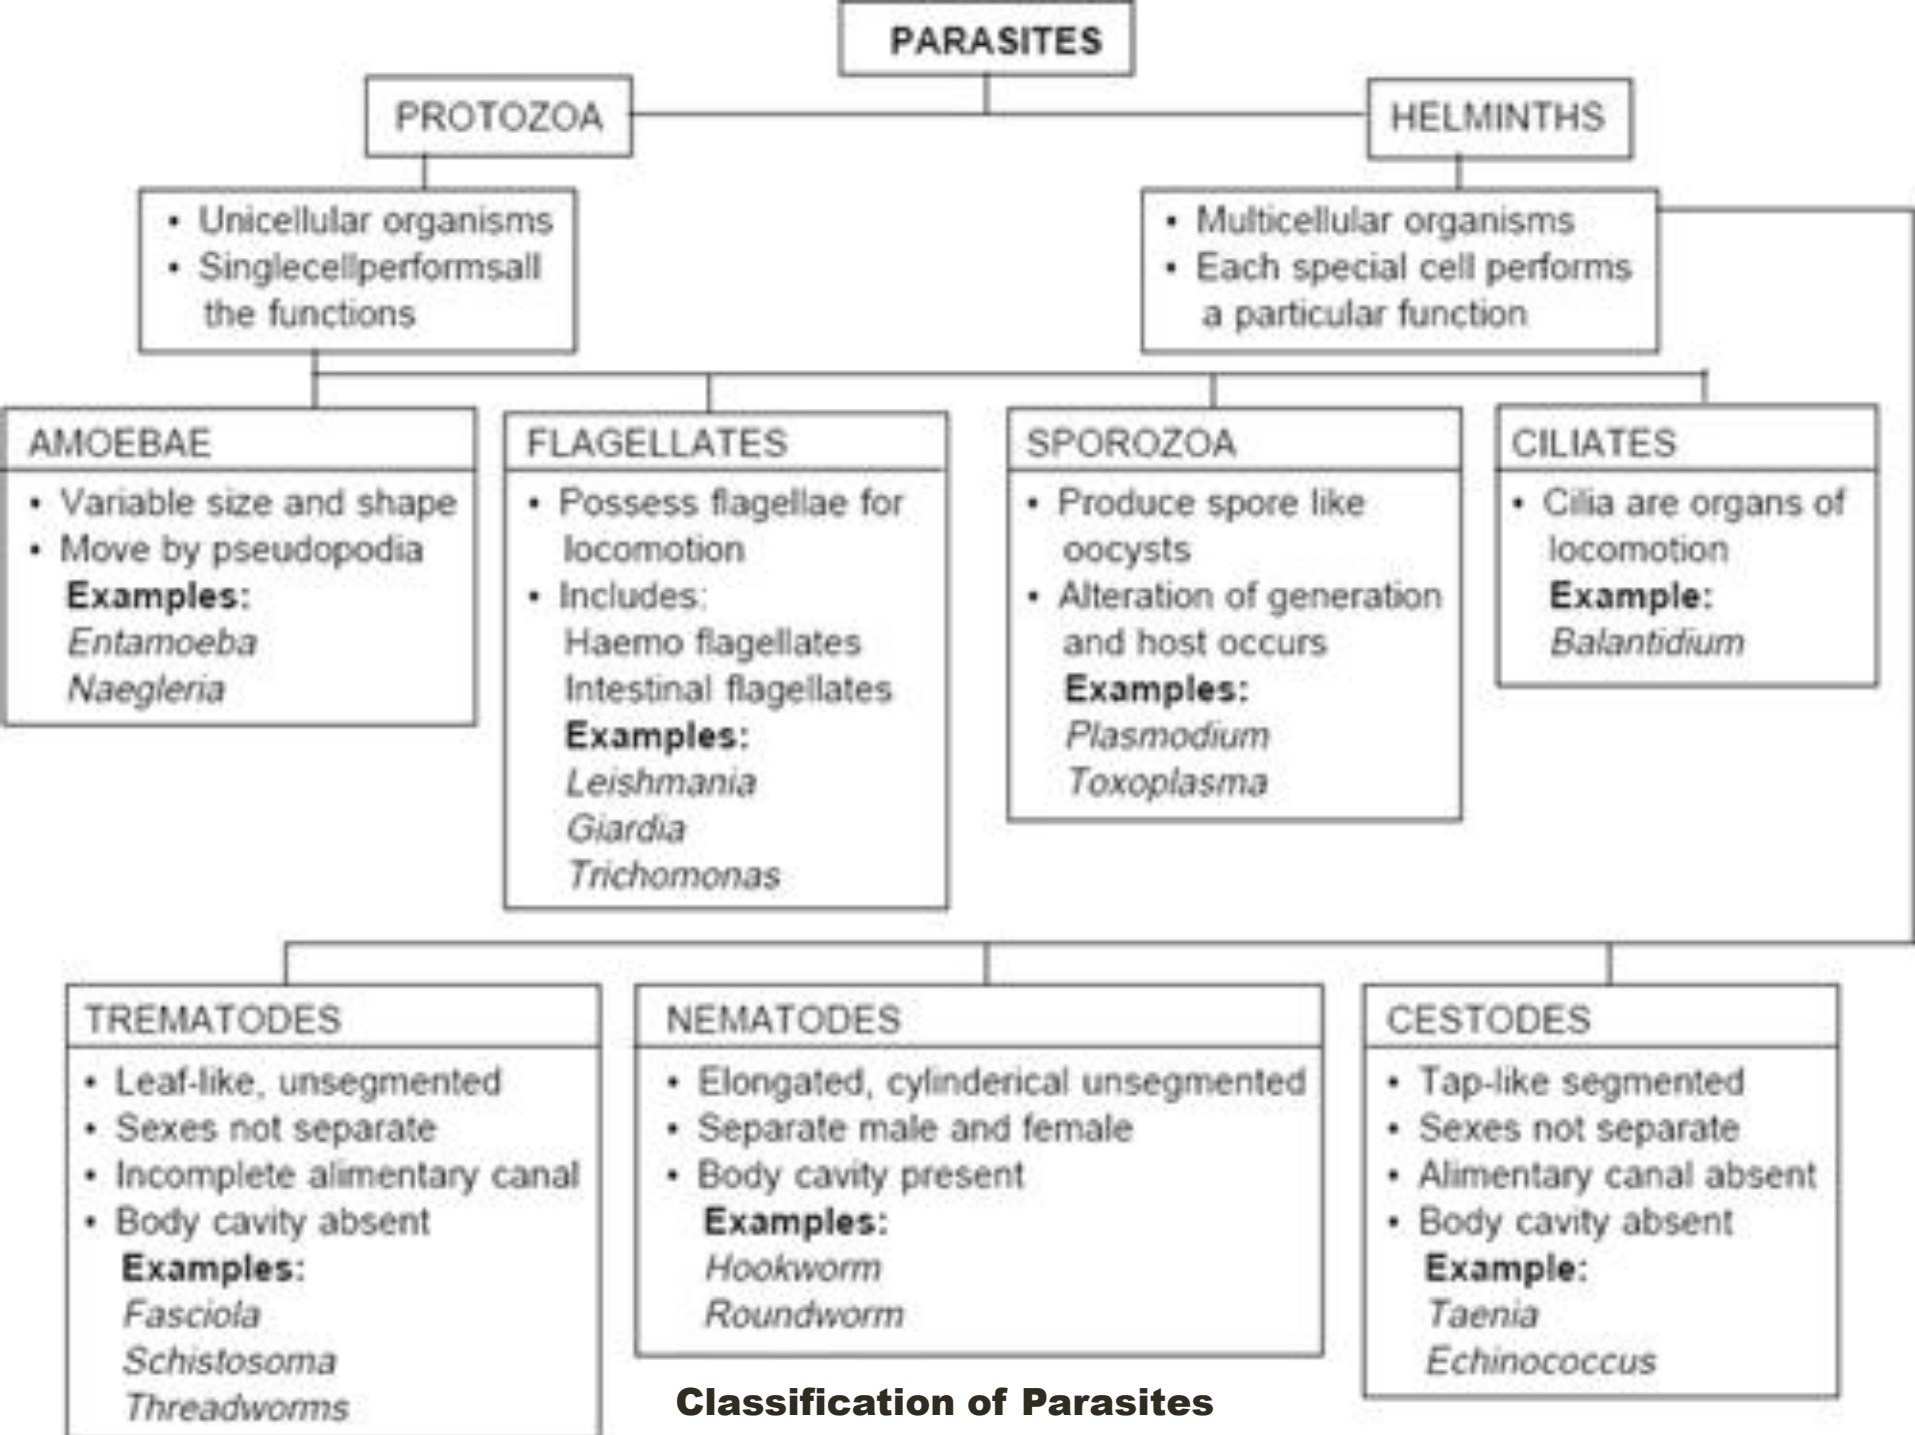 PARASITES
PROTOZOA
HELMINTHS
• Unicellular organisms
• Singlecellperformsall
the functions
• Multicellular organisms
• Each special cell performs
a particular function
AMOEBAE
• Variable size and shape
• Move by pseudopodia
Examples:
Entamoeba
Naegleria
FLAGELLATES
• Possess flagellae for
locomotion
• Includes:
Haemo flagellates
Intestinal flagellates
Examples:
Leishmania
Giardia
Trichomonas
SPOROZOA
• Produce spore like
oocysts
• Alteration of generation
and host occurs
Examples:
Plasmodium
Toxoplasma
CILIATES
• Cilia are organs of
locomotion
Example:
Balantidium
TREMATODES
• Leaf-like, unsegmented
• Sexes not separate
• Incomplete alimentary canal
• Body cavity absent
Examples:
Fasciola
Schistosoma
Threadworms
NEMATODES
• Elongated, cylinderical unsegmented
• Separate male and female
• Body cavity present
Examples:
Hookworm
Roundworm
CESTODES
• Tap-like segmented
• Sexes not separate
• Alimentary canal absent
• Body cavity absent
Example:
Taenia
Echinococcus
Classification of Parasites